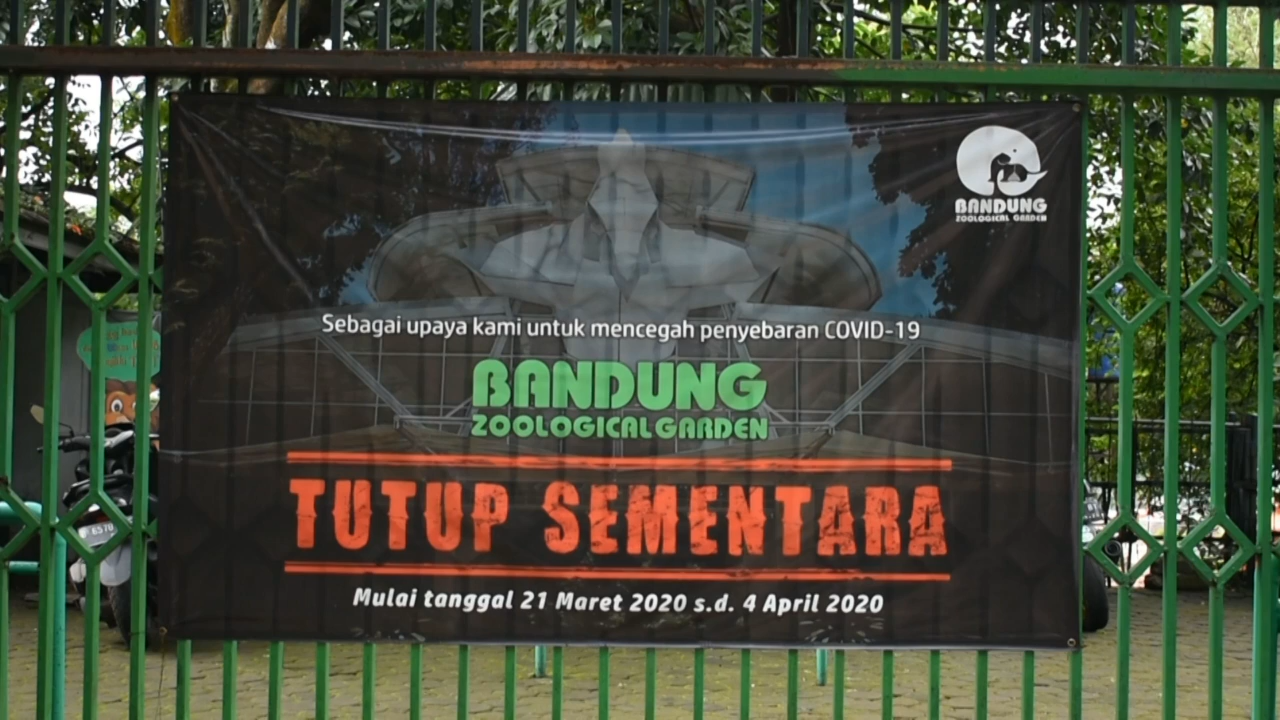 BANDUNG
ZOOLOGICAL GARDEN
Sebagai upaya kami untuk mencegah penyebaran COVID-19
BANDUNG
ZOOLOGICAL GARDEN
TUTUP SEMENTARA
Mulai tanggal 21 Maret 2020 s.d. 4 April 2020
6570